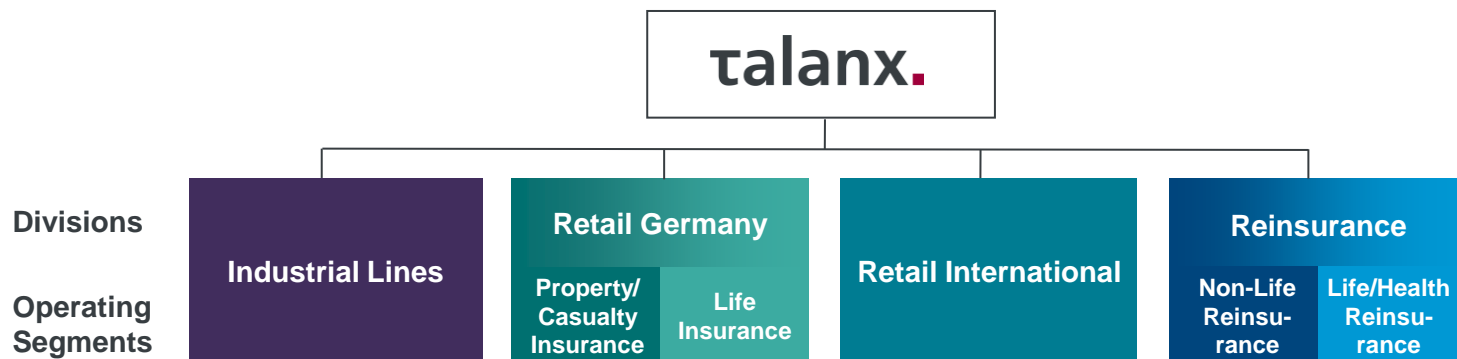 τalanx.
Divisions
Operating
Segments
Industrial Lines
Retail Germany
Property/
Casualty
Insurance
Life
Insurance
Retail International
Reinsurance
Non-Life
Reinsu-
rance
Life/Health
Reinsu-
rance